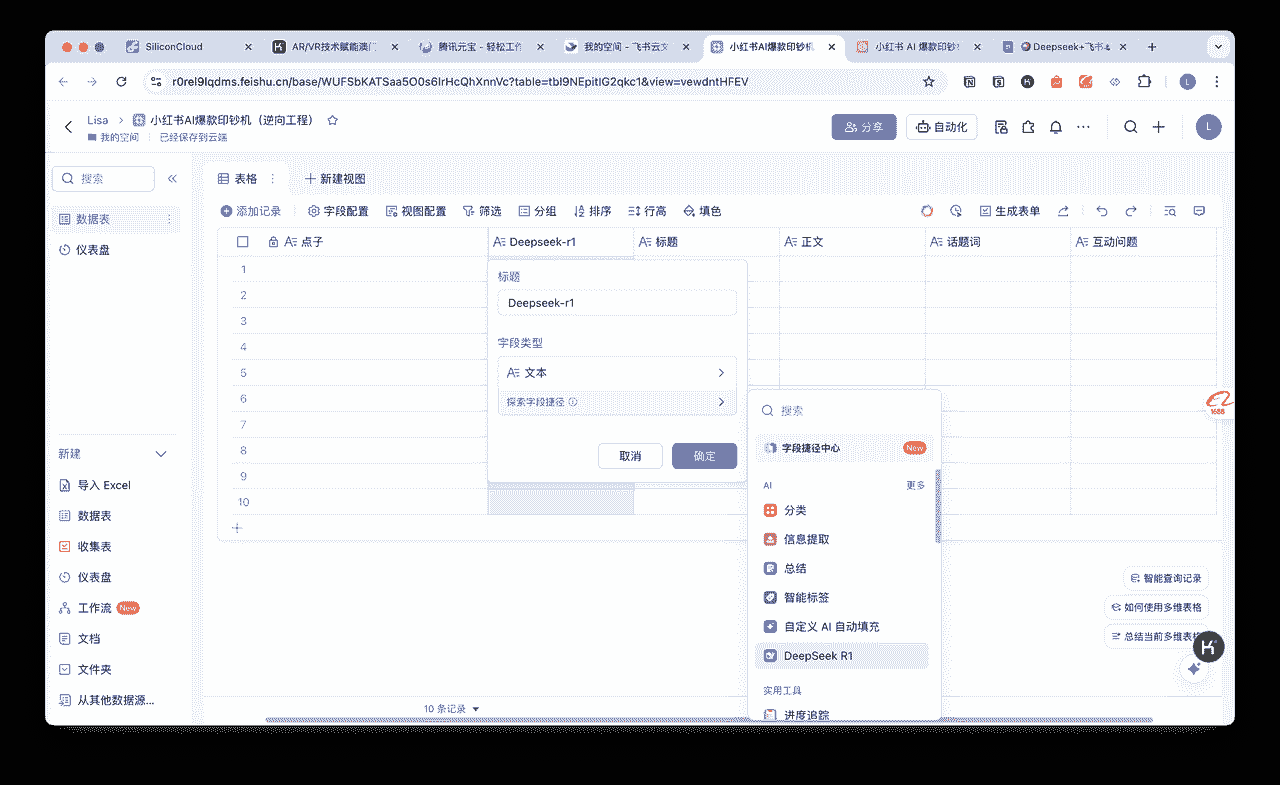 SiliconCloud
AR/VR技术赋能澳门
腾讯元宝 - 轻松工作
我的空间 - 飞书云文
小红书AI爆款印钞机
小红书 AI 爆款印钞
Deepseek+飞书
r0rel9lqdms.feishu.cn/base/WUFSbKATSaa5O0s6IrHcQhXnnVc?table=tbl9NEpitlG2qkc1&view=vewdntHFEV
L
Lisa
小红书AI爆款印钞机（逆向工程）
我的空间
已经保存到云端
分享
自动化
L
搜索
表格
新建视图
数据表
仪表盘
添加记录
字段配置
视图配置
筛选
分组
排序
行高
填色
生成表单
点子
Deepseek-r1
标题
正文
话题词
互动问题
1
2
3
4
5
6
7
8
9
10
标题
Deepseek-r1
字段类型
文本
探索字段捷径
取消
确定
搜索
字段捷径中心
New
AI
更多
分类
信息提取
总结
智能标签
自定义 AI 自动填充
DeepSeek R1
实用工具
进度追踪
新建
导入 Excel
数据表
收集表
仪表盘
工作流
New
文档
文件夹
从其他数据源...
1688
智能查询记录
如何使用多维表格
总结当前多维表格
10 条记录